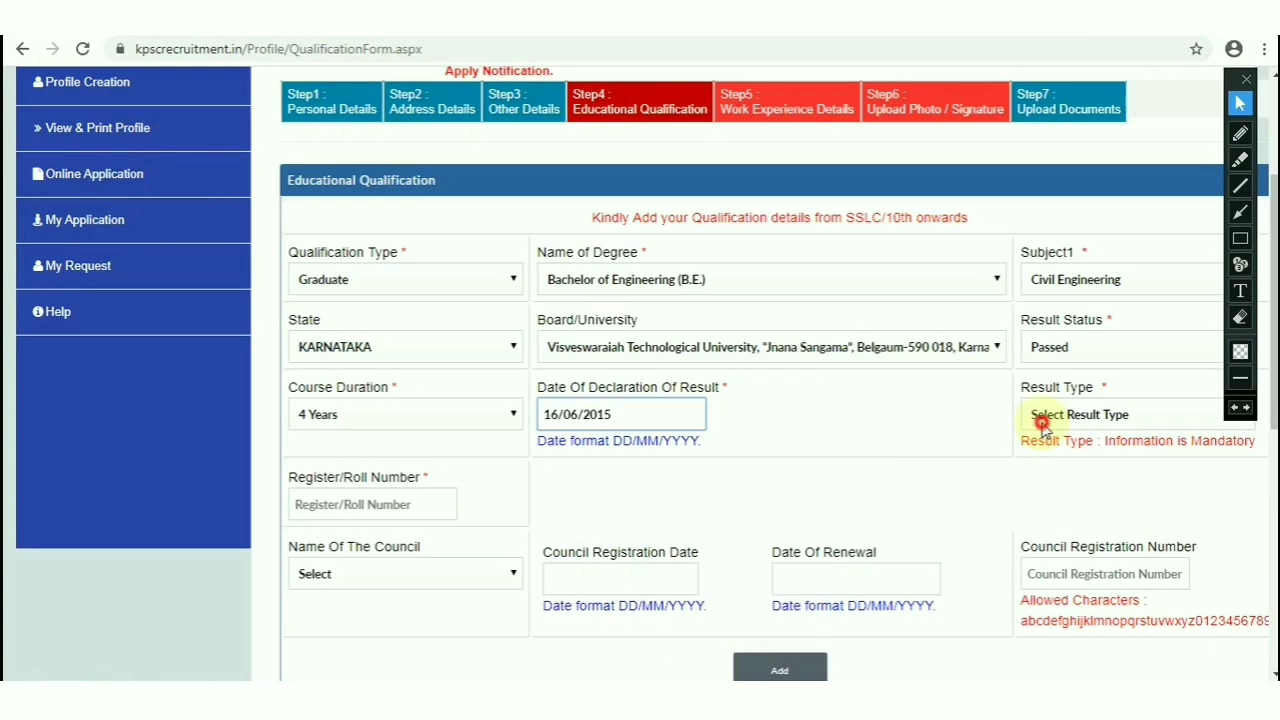 kpscrecruitment.in/Profile/QualificationForm.aspx
Profile Creation
» View & Print Profile
Online Application
My Application
My Request
Help
Apply Notification.
Step1 :
Personal Details
Step2 :
Address Details
Step3 :
Other Details
Step4 :
Educational Qualification
Step5 :
Work Experience Details
Step6 :
Upload Photo / Signature
Step7 :
Upload Documents
Educational Qualification
Kindly Add your Qualification details from SSLC/10th onwards
Qualification Type *
Graduate
Name of Degree *
Bachelor of Engineering (B.E.)
Subject1 *
Civil Engineering
State
KARNATAKA
Board/University
Visveswaraiah Technological University, "Jnana Sangama", Belgaum-590 018, Karna
Result Status *
Passed
Course Duration *
4 Years
Date Of Declaration Of Result *
16/06/2015
Date format DD/MM/YYYY.
Result Type *
Select Result Type
Result Type : Information is Mandatory
Register/Roll Number *
Register/Roll Number
Name Of The Council
Select
Council Registration Date
Date format DD/MM/YYYY.
Date Of Renewal
Date format DD/MM/YYYY.
Council Registration Number
Council Registration Number
Allowed Characters :
abcdefghijklmnopqrstuvwxyz0123456789
Add
T